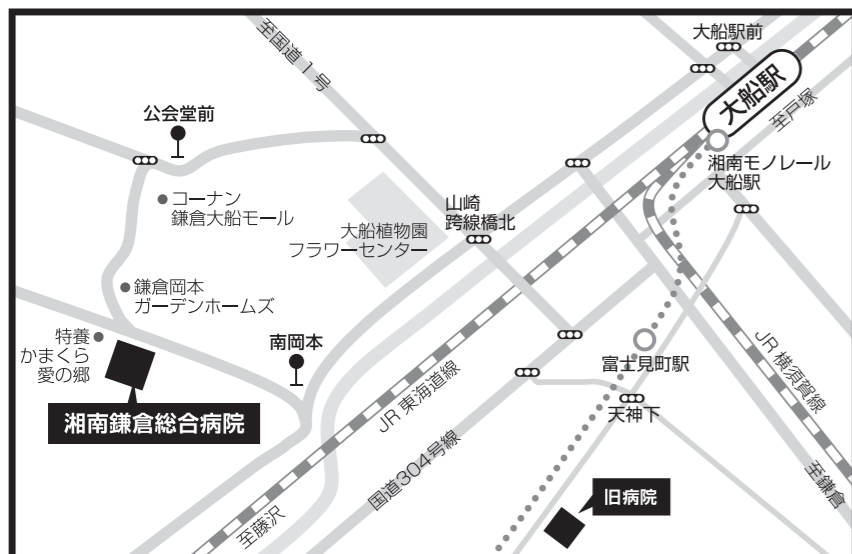 至国道1号
大船駅前
大船駅
至戸塚
公会堂前
湘南モノレール
大船駅
コーナン
鎌倉大船モール
山崎
跨線橋北
大船植物園
フラワーセンター
鎌倉岡本
ガーデンホームズ
特養
かまくら
愛の郷
南岡本
富士見町駅
JR横須賀線
JR東海道線
湘南鎌倉総合病院
天神下
国道304号線
至鎌倉
旧病院
至藤沢